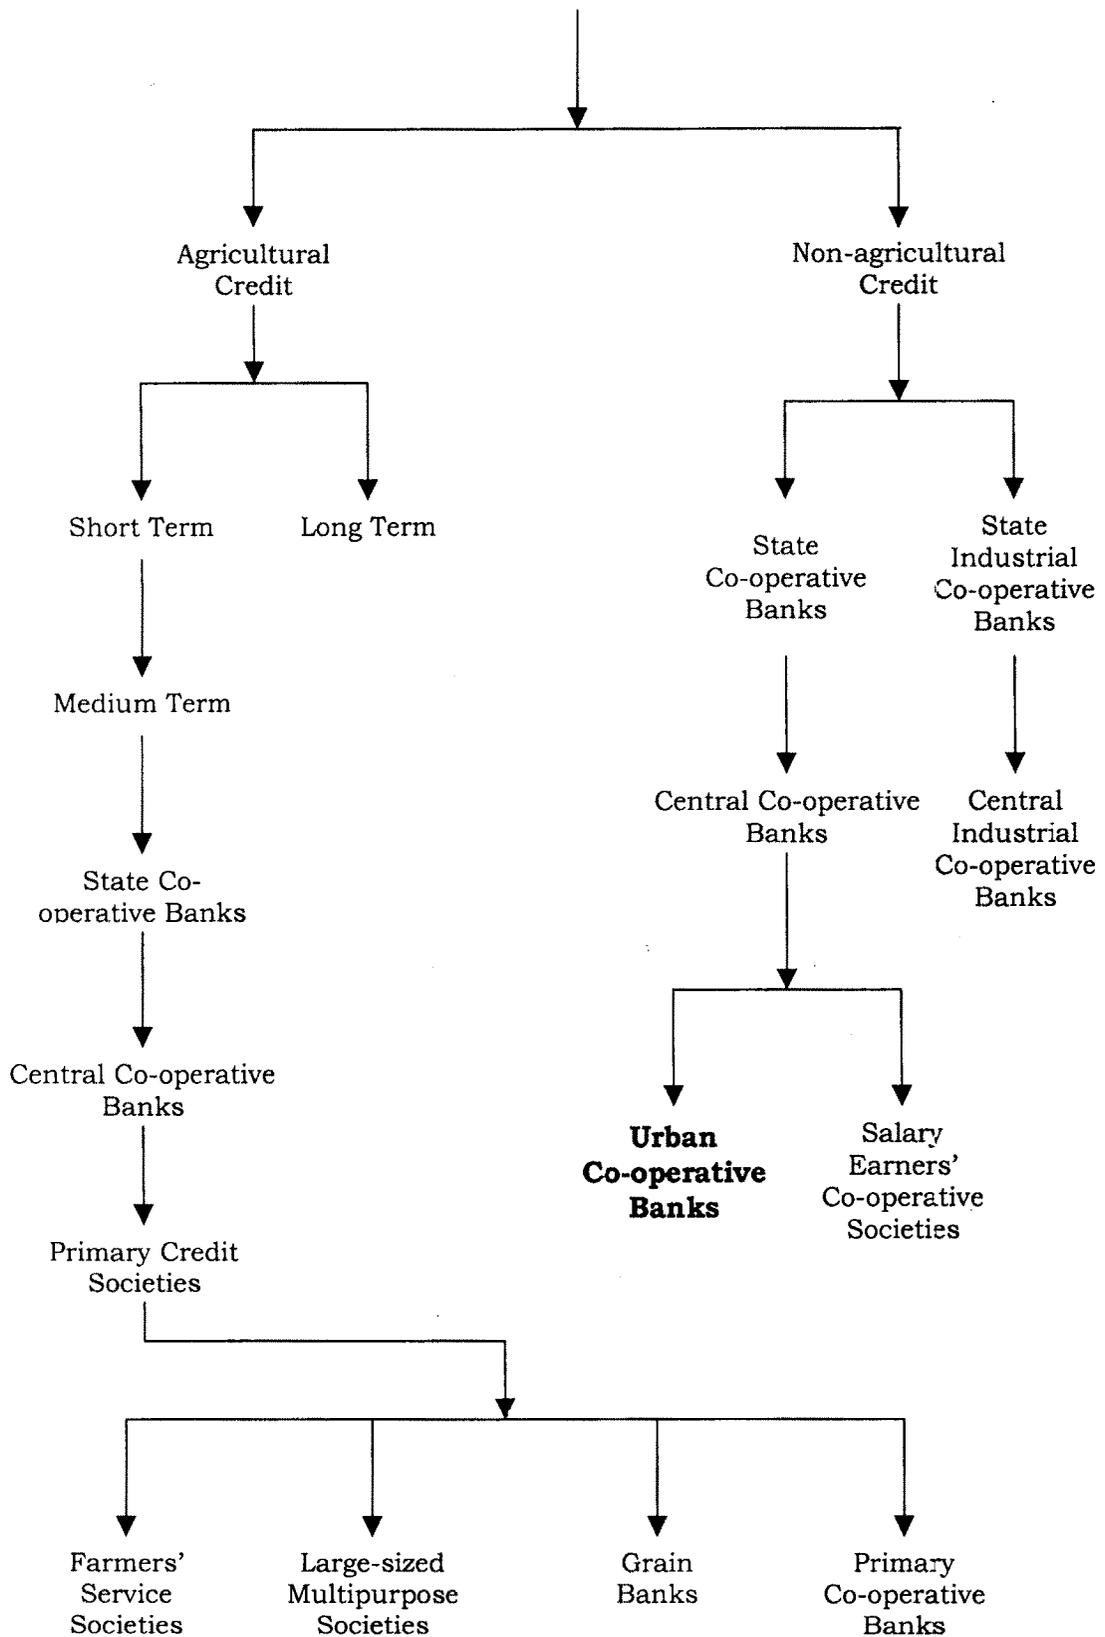 Agricultural
Credit
Non-agricultural
Credit
Short Term
Long Term
State
Co-operative
Banks
State
Industrial
Co-operative
Banks
Medium Term
Central Co-operative
Banks
Central
Industrial
Co-operative
Banks
State Co-
operative Banks
Central Co-operative
Banks
Urban
Co-operative
Banks
Salary
Earners'
Co-operative
Societies
Primary Credit
Societies
Farmers'
Service
Societies
Large-sized
Multipurpose
Societies
Grain
Banks
Primary
Co-operative
Banks